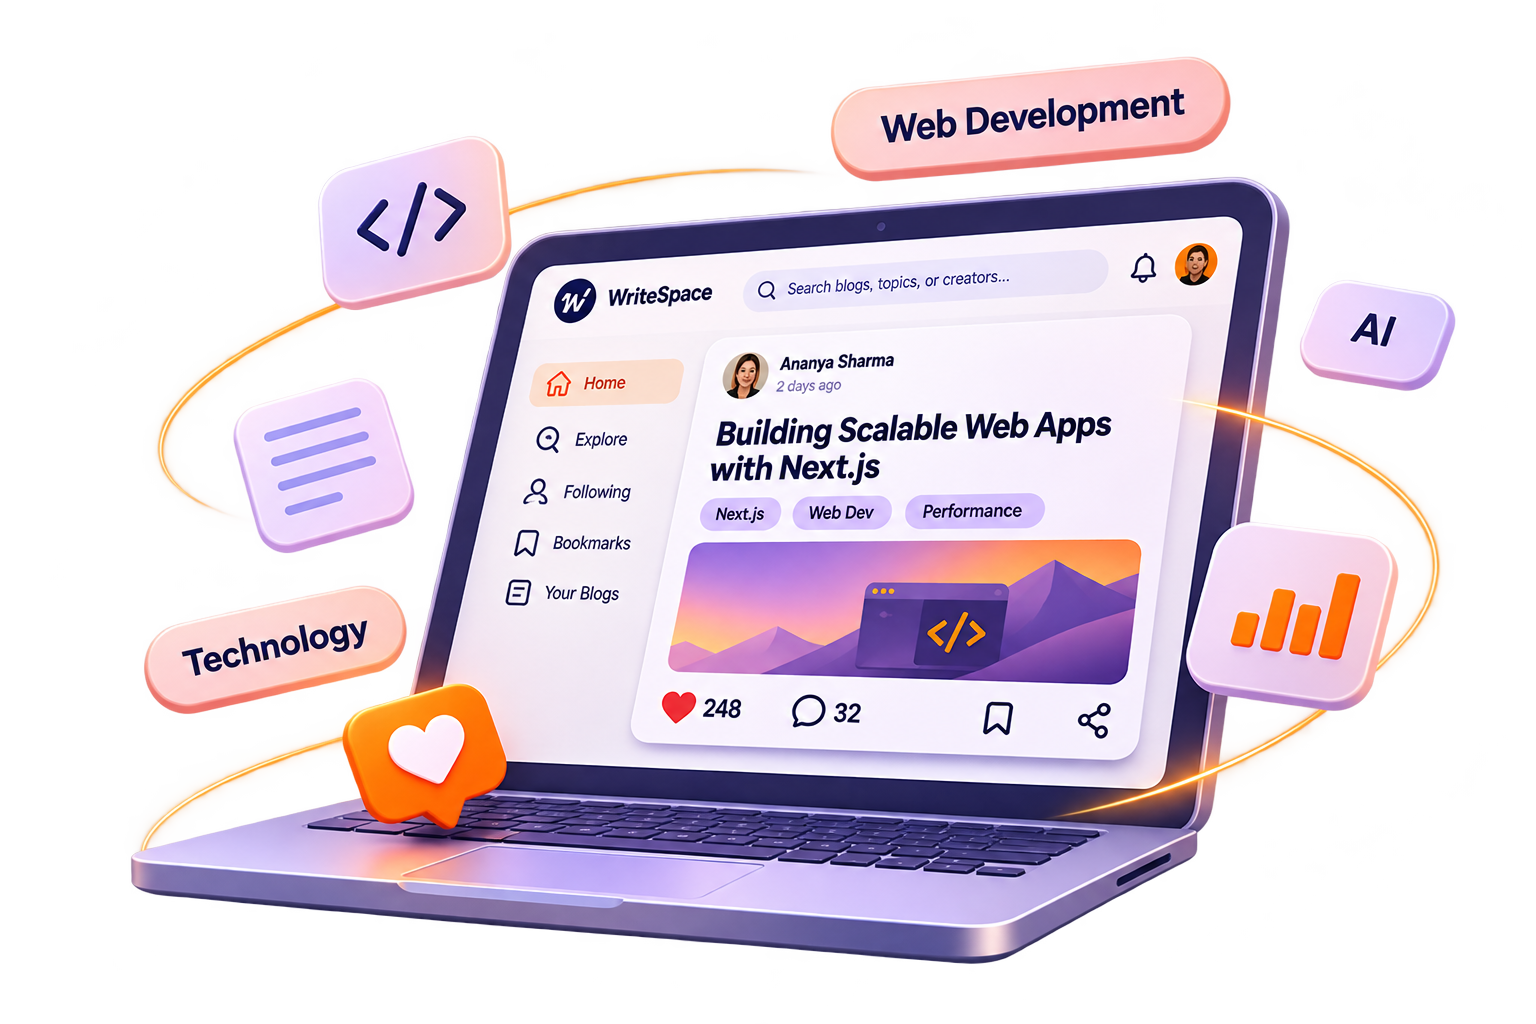 Web Development
</>
W
WriteSpace
Search blogs, topics, or creators...
AI
Home
Explore
Following
Bookmarks
Your Blogs
Ananya Sharma
2 days ago
Building Scalable Web Apps
with Next.js
Next.js
Web Dev
Performance
</>
248
32
Technology